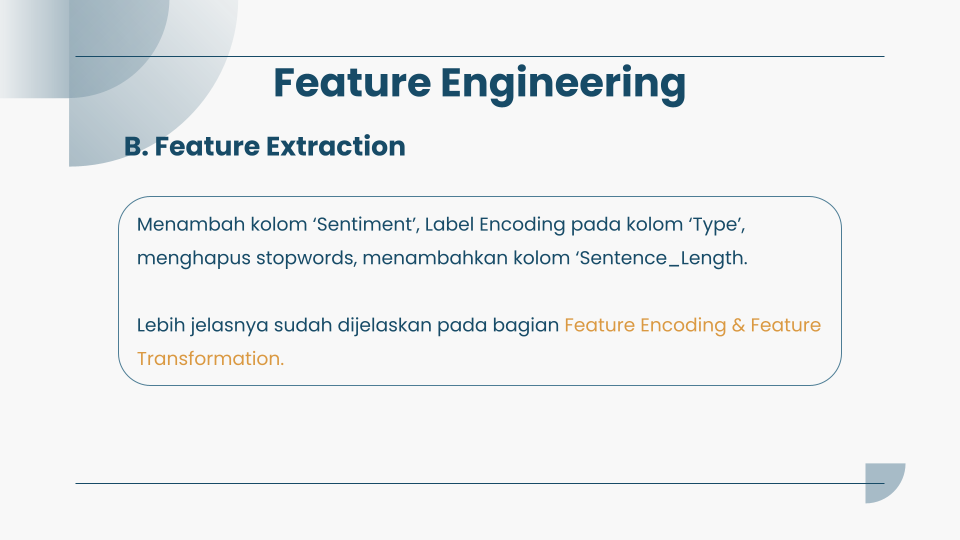 Feature Engineering
B. Feature Extraction
Menambah kolom ‘Sentiment’, Label Encoding pada kolom ‘Type’,
menghapus stopwords, menambahkan kolom ‘Sentence_Length.
Lebih jelasnya sudah dijelaskan pada bagian Feature Encoding & Feature
Transformation.